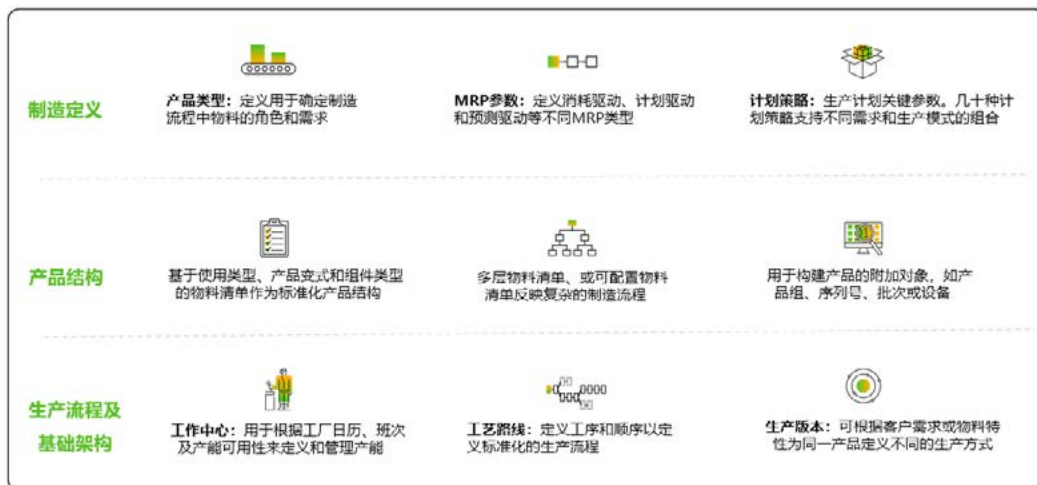 制造定义
产品类型：定义用于确定制造
流程中物料的角色和需求
MRP参数：定义消耗驱动、计划驱动
和预测驱动等不同MRP类型
计划策略：生产计划关键参数。几十种计
划策略支持不同需求和生产模式的组合
产品结构
基于使用类型、产品变式和组件类型
的物料清单作为标准化产品结构
多层物料清单、或可配置物料
清单反映复杂的制造流程
用于构建产品的附加对象，如产
品组、序列号、批次或设备
生产流程及
基础架构
工作中心：用于根据工厂日历、班次
及产能可用性来定义和管理产能
工艺路线：定义工序和顺序以定
义标准化的生产流程
生产版本：可根据客户需求或物料特
性为同一产品定义不同的生产方式